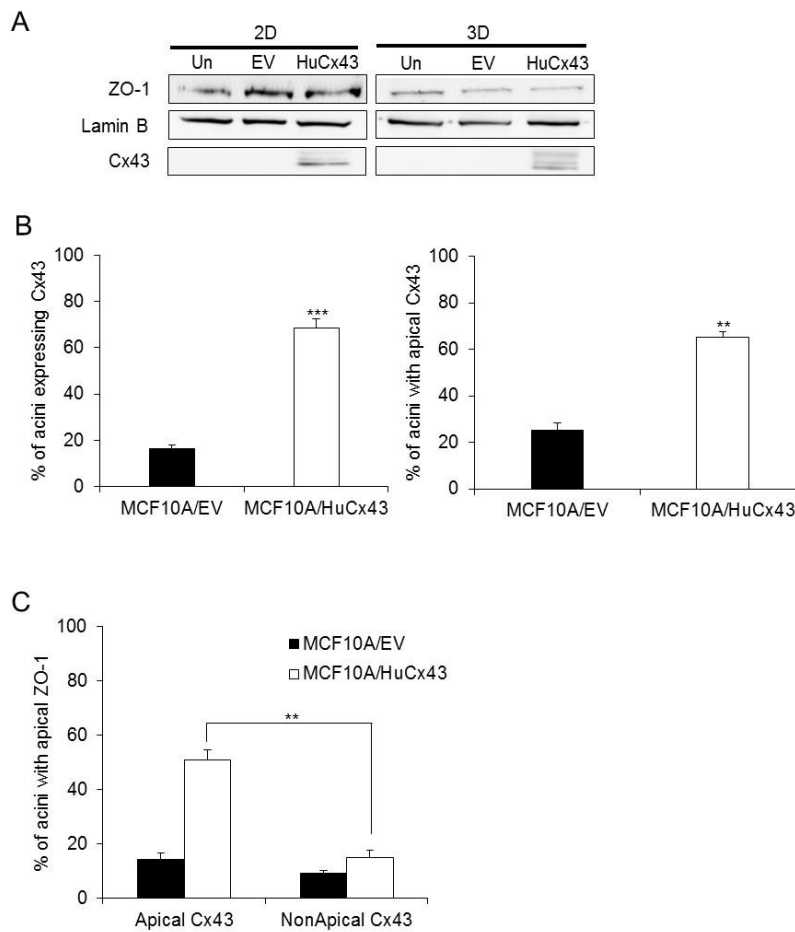 A
2D 3D
Un EV HuCx43 Un EV HuCx43
ZO-1
Lamin B
Cx43
B
% of acini expressing Cx43
100
80
60
40
20
0
***
MCF10A/EV MCF10A/HuCx43
% of acini with apical Cx43
100
80
60
40
20
0
**
MCF10A/EV MCF10A/HuCx43
C
% of acini with apical ZO-1
100
80
60
40
20
0
MCF10A/EV
MCF10A/HuCx43
**
Apical Cx43 NonApical Cx43